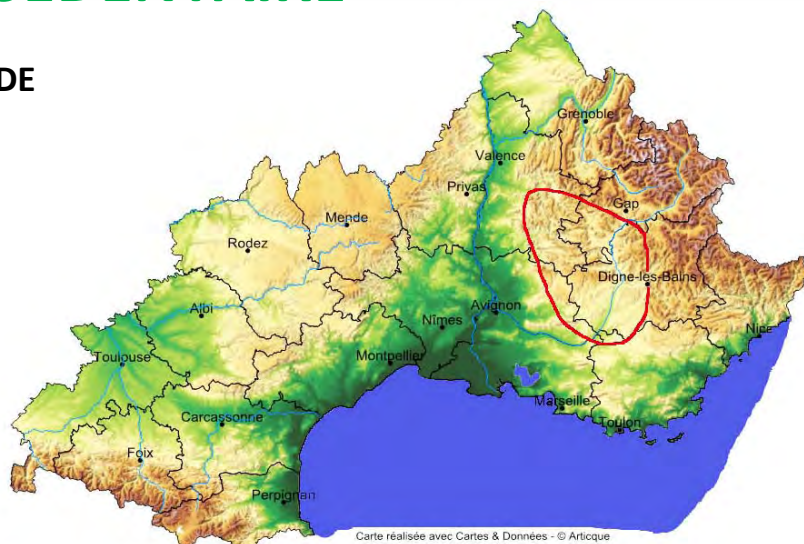 DE
Grenoble
Valence
Privas
Gap
Mende
Rodez
Digne-les-Bains
Albi
Avignon
Nîmes
Nice
Toulouse
Montpellier
Marseille
Carcassonne
Toulon
Foix
Perpignan
Carte réalisée avec Cartes & Données - © Articque